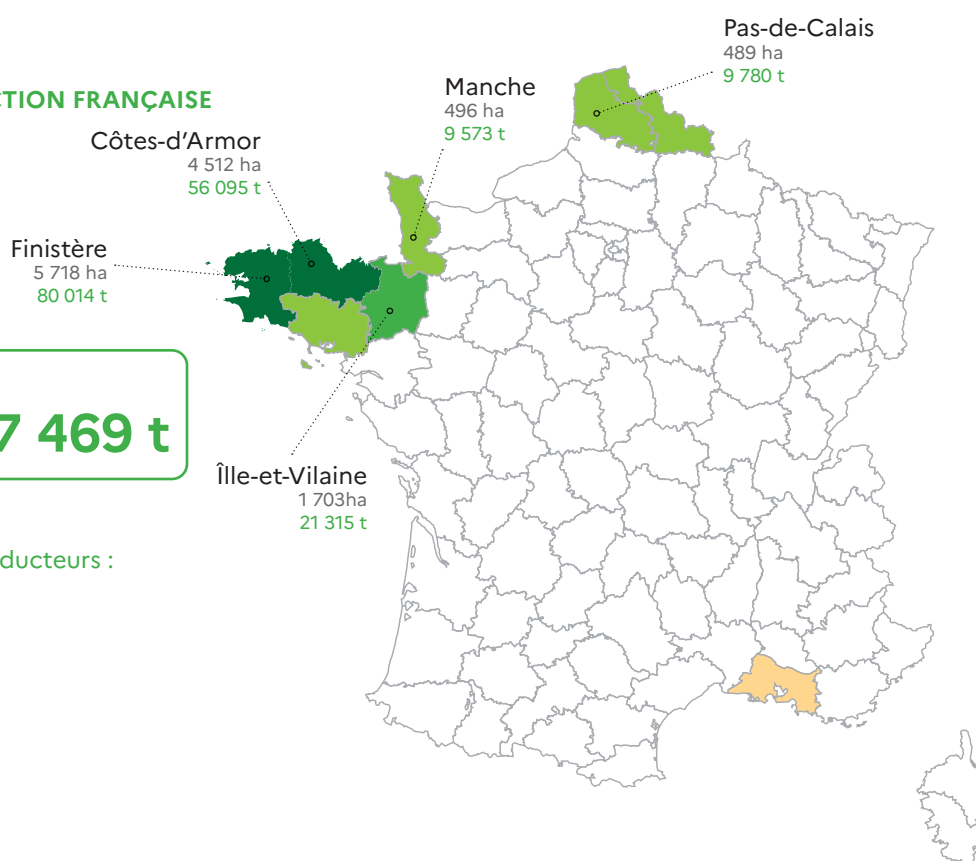 Pas-de-Calais
489 ha
9 780 t
Manche
496 ha
9 573 t
CTION FRANÇAISE
Côtes-d’Armor
4 512 ha
56 095 t
Finistère
5 718 ha
80 014 t
7 469 t
Îlle-et-Vilaine
1 703ha
21 315 t
ducteurs :